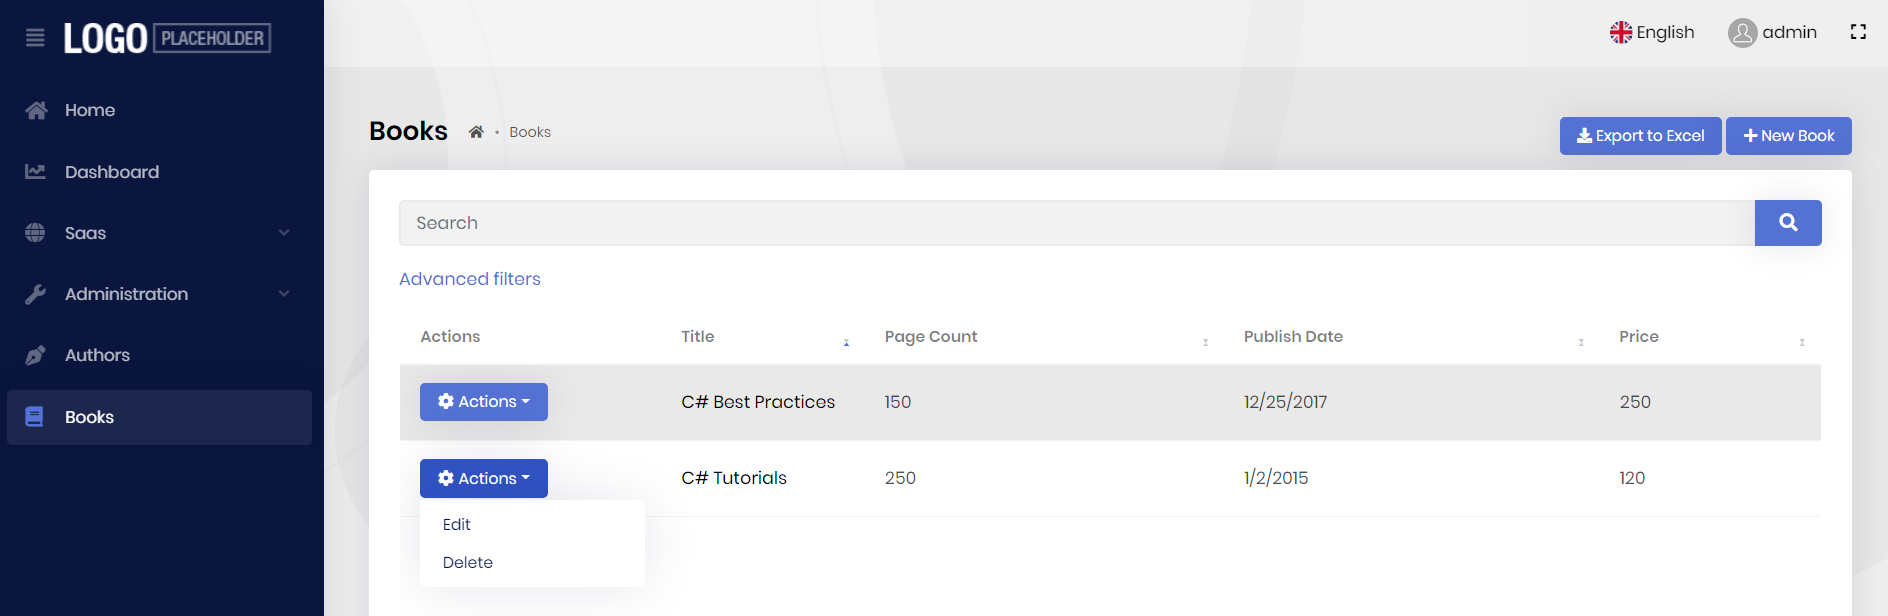 LOGO PLACEHOLDER
English
admin
Home
Dashboard
Saas
Administration
Authors
Books
Books • Books
Export to Excel
New Book
Search
Advanced filters
Actions Title Page Count Publish Date Price
Actions C# Best Practices 150 12/25/2017 250
Actions C# Tutorials 250 1/2/2015 120
Edit
Delete